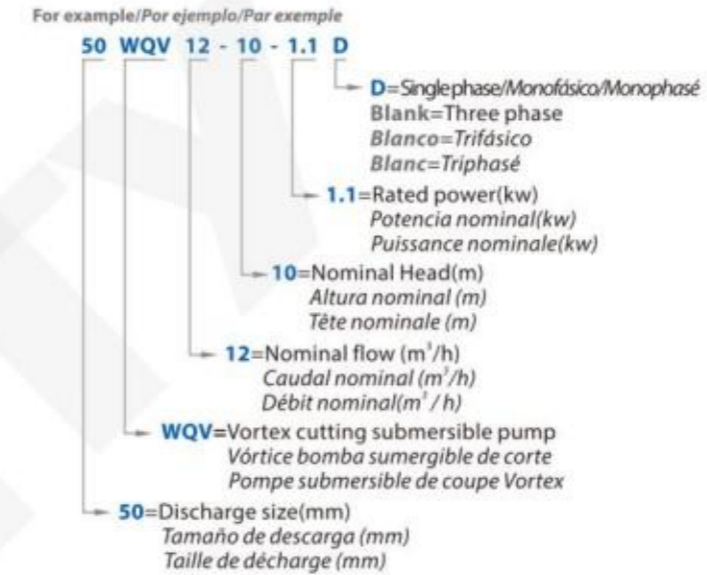 For example/Por ejemplo/Par exemple
50 WQV 12 - 10 - 1.1 D
D=Singlephase/Monofásico/Monophasé
Blank=Three phase
Blanco=Trifásico
Blanc=Triphasé
1.1=Rated power(kw)
Potencia nominal(kw)
Puissance nominale(kw)
10=Nominal Head(m)
Altura nominal (m)
Tête nominale (m)
12=Nominal flow (m³/h)
Caudal nominal (m³/h)
Débit nominal(m³/h)
WQV=Vortex cutting submersible pump
Vórtice bomba sumergible de corte
Pompe submersible de coupe Vortex
50=Discharge size(mm)
Tamaño de descarga (mm)
Taille de décharge (mm)